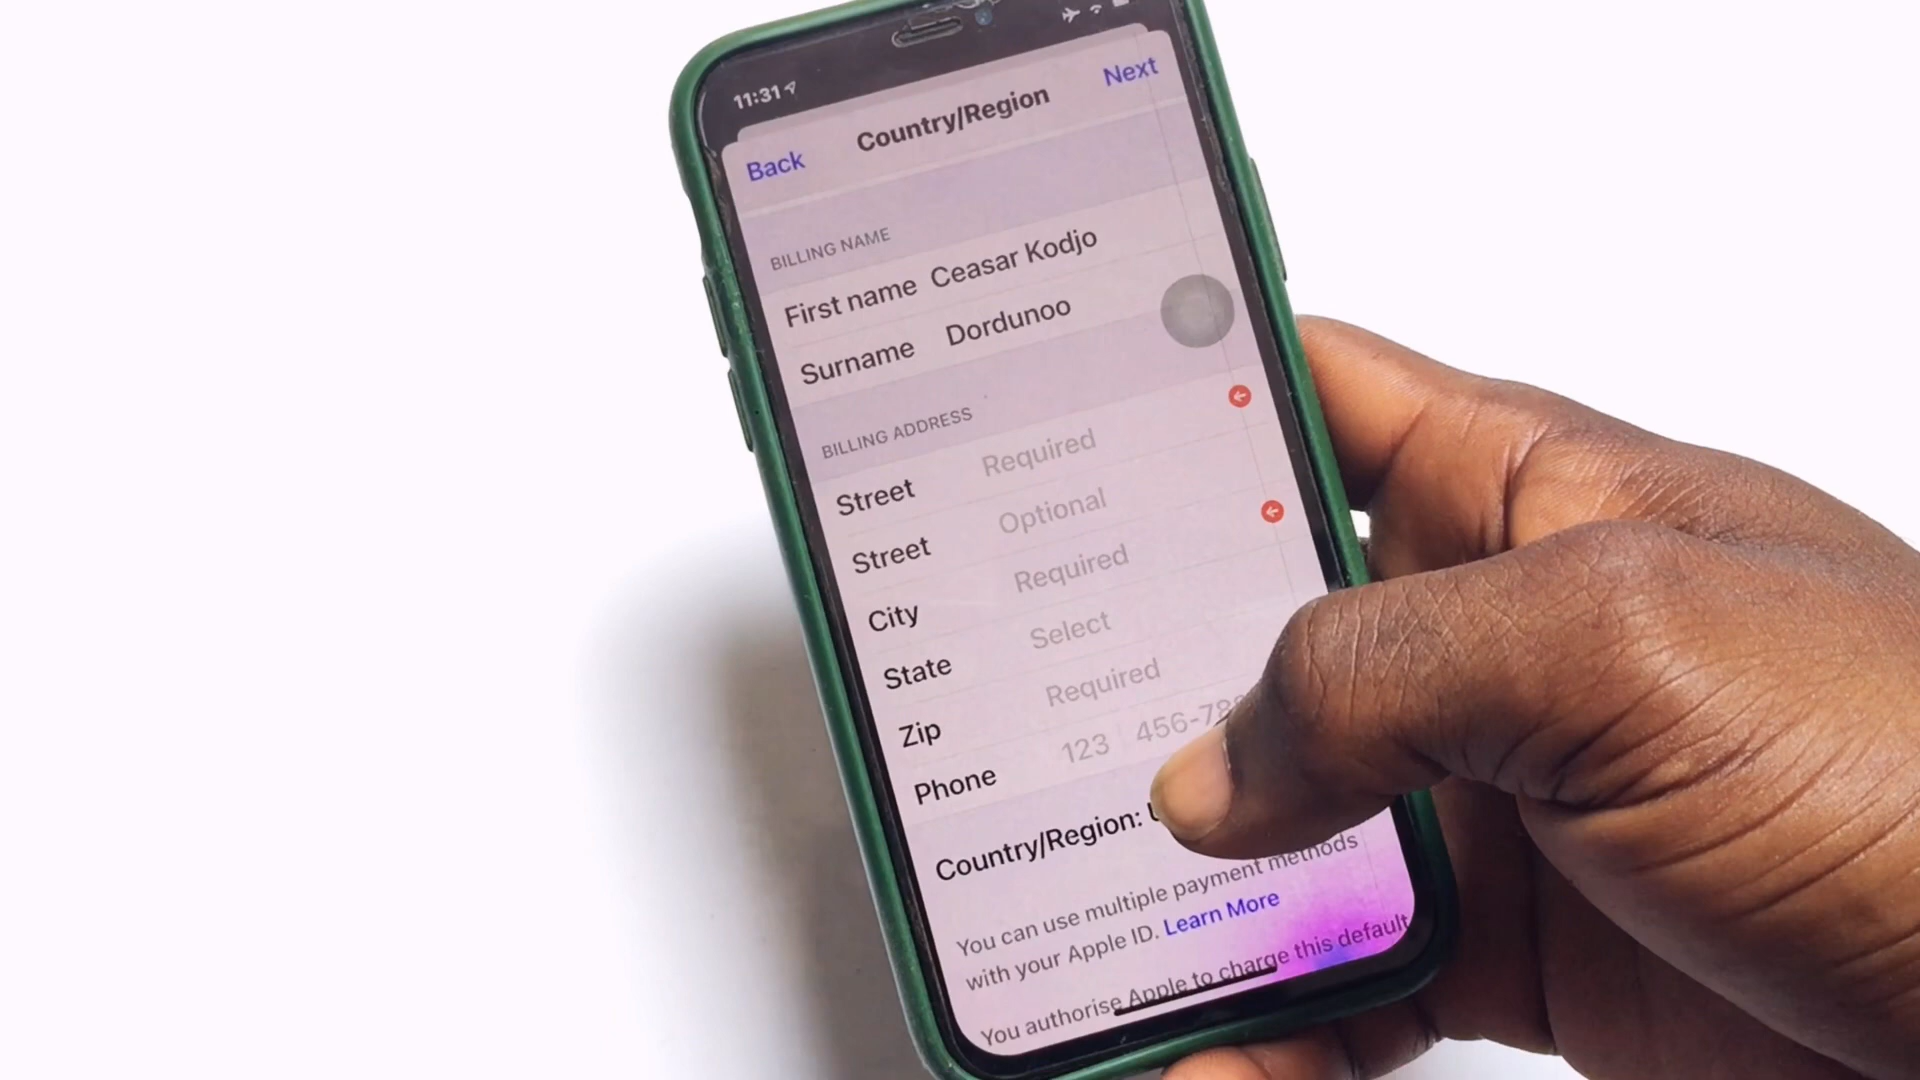 11:31
Back
Country/Region
Next
BILLING NAME
First name Ceasar Kodjo
Surname Dordunoo
BILLING ADDRESS
Street Required
Street Optional
City Required
State Select
Zip Required
Phone 123 456-78
Country/Region:
You can use multiple payment methods
with your Apple ID. Learn More
You authorise Apple to charge this default